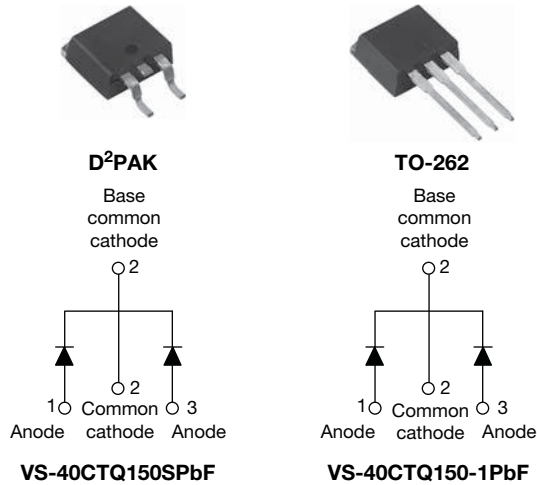 D²PAK
Base
common
cathode
2
2
1 Common 3
Anode cathode Anode
VS-40CTQ150SPbF
TO-262
Base
common
cathode
2
2
1 Common 3
Anode cathode Anode
VS-40CTQ150-1PbF